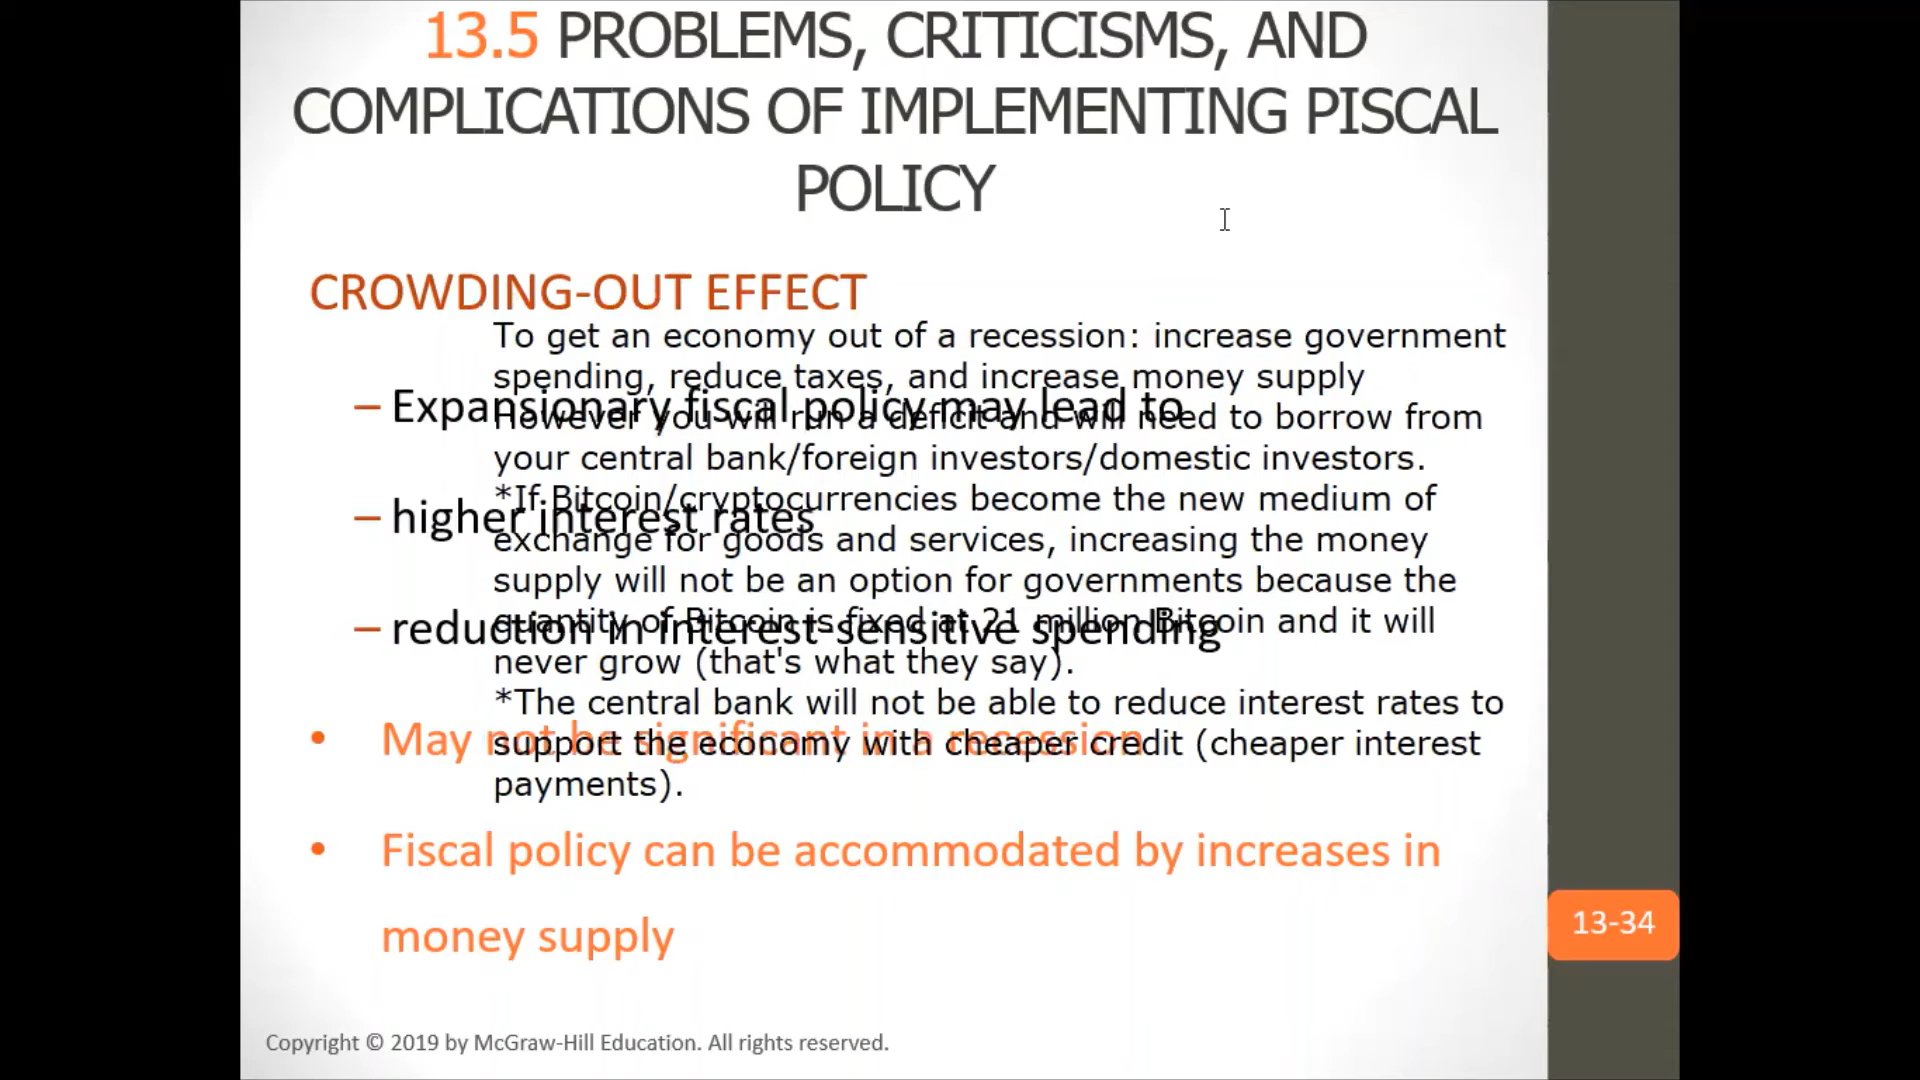 13.5 PROBLEMS, CRITICISMS, AND
COMPLICATIONS OF IMPLEMENTING PISCAL
POLICY
CROWDING-OUT EFFECT
To get an economy out of a recession: increase government
spending, reduce taxes, and increase money supply
– Expansionary fiscal policy may lead to
However you will run a deficit and will need to borrow from
your central bank/foreign investors/domestic investors.
*If Bitcoin/cryptocurrencies become the new medium of
– higher interest rates
exchange for goods and services, increasing the money
supply will not be an option for governments because the
quantity of Bitcoin is fixed at 21 million Bitcoin and it will
– reduction in interest-sensitive spending
never grow (that's what they say).
*The central bank will not be able to reduce interest rates to
• May not be significant in a recession
support the economy with cheaper credit (cheaper interest
payments).
• Fiscal policy can be accommodated by increases in
money supply
13-34
Copyright © 2019 by McGraw-Hill Education. All rights reserved.